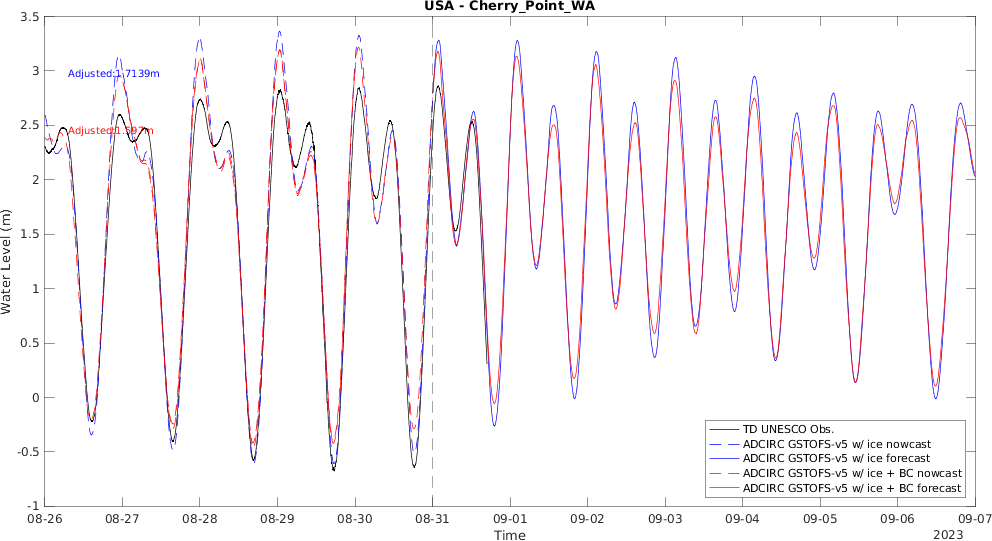 USA - Cherry_Point_WA
3.5
3
2.5
2
1.5
1
0.5
0
-0.5
-1
Water Level (m)
Adjusted:1.7139m
Adjusted:1.597m
TD UNESCO Obs.
ADCIRC GSTOFS-v5 w/ ice nowcast
ADCIRC GSTOFS-v5 w/ ice forecast
ADCIRC GSTOFS-v5 w/ ice + BC nowcast
ADCIRC GSTOFS-v5 w/ ice + BC forecast
08-26 08-27 08-28 08-29 08-30 08-31 09-01 09-02 09-03 09-04 09-05 09-06 09-07
Time
2023